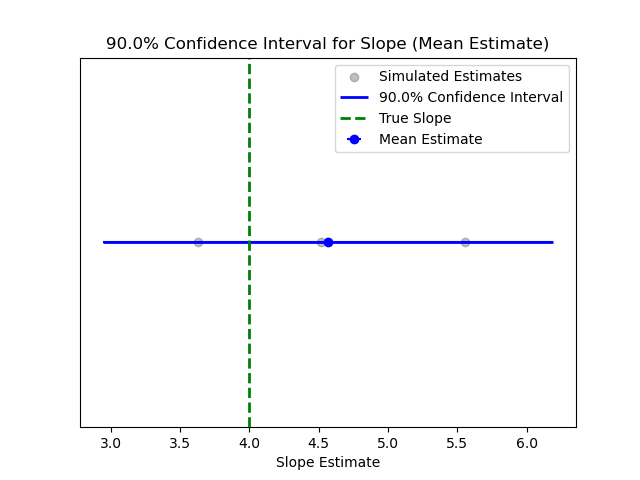 90.0% Confidence Interval for Slope (Mean Estimate)
Simulated Estimates
90.0% Confidence Interval
True Slope
Mean Estimate
3.0 3.5 4.0 4.5 5.0 5.5 6.0
Slope Estimate